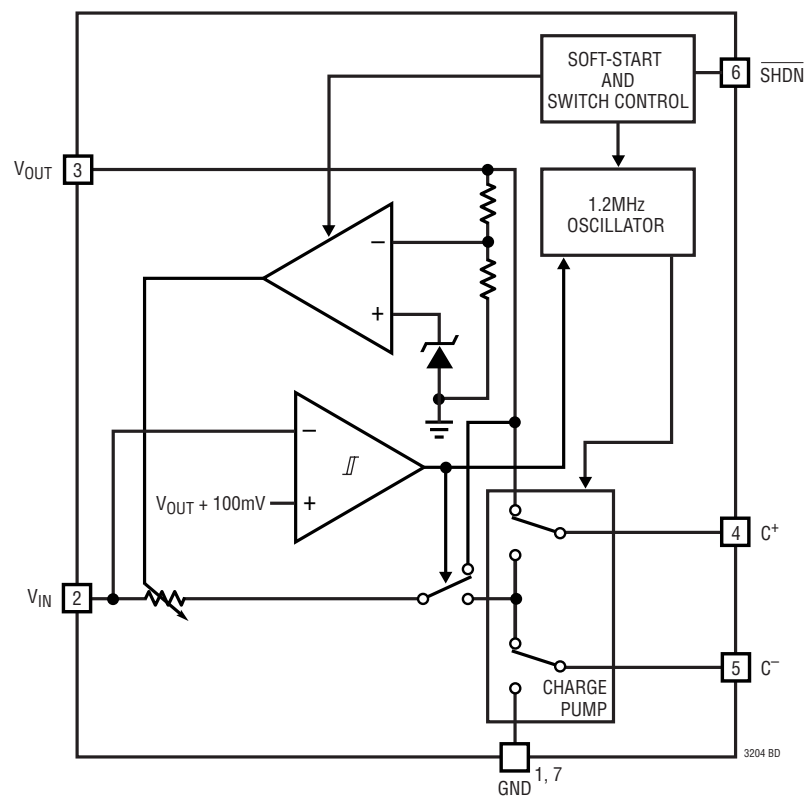 SOFT-START
AND
SWITCH CONTROL
6
SHDN
VOUT
3
1.2MHz
OSCILLATOR
–
+
–
VOUT + 100mV
+
4
C+
VIN
2
5
C–
CHARGE
PUMP
1, 7
GND
3204 BD